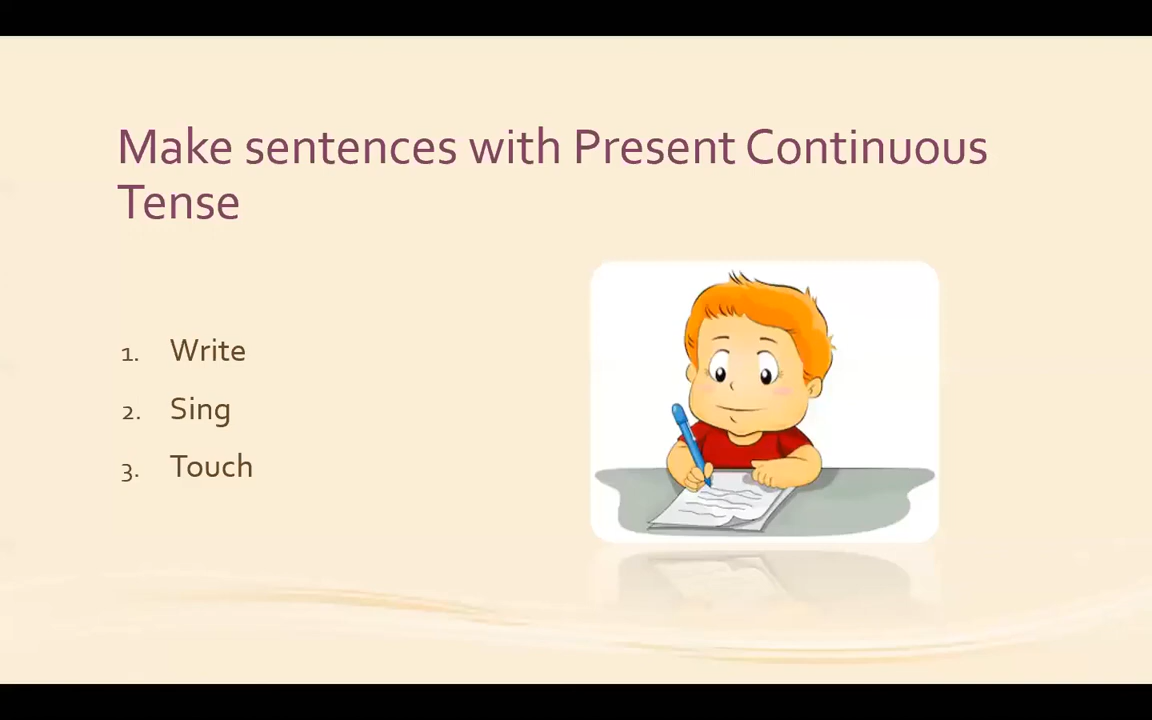 Make sentences with Present Continuous
Tense
1. Write
2. Sing
3. Touch